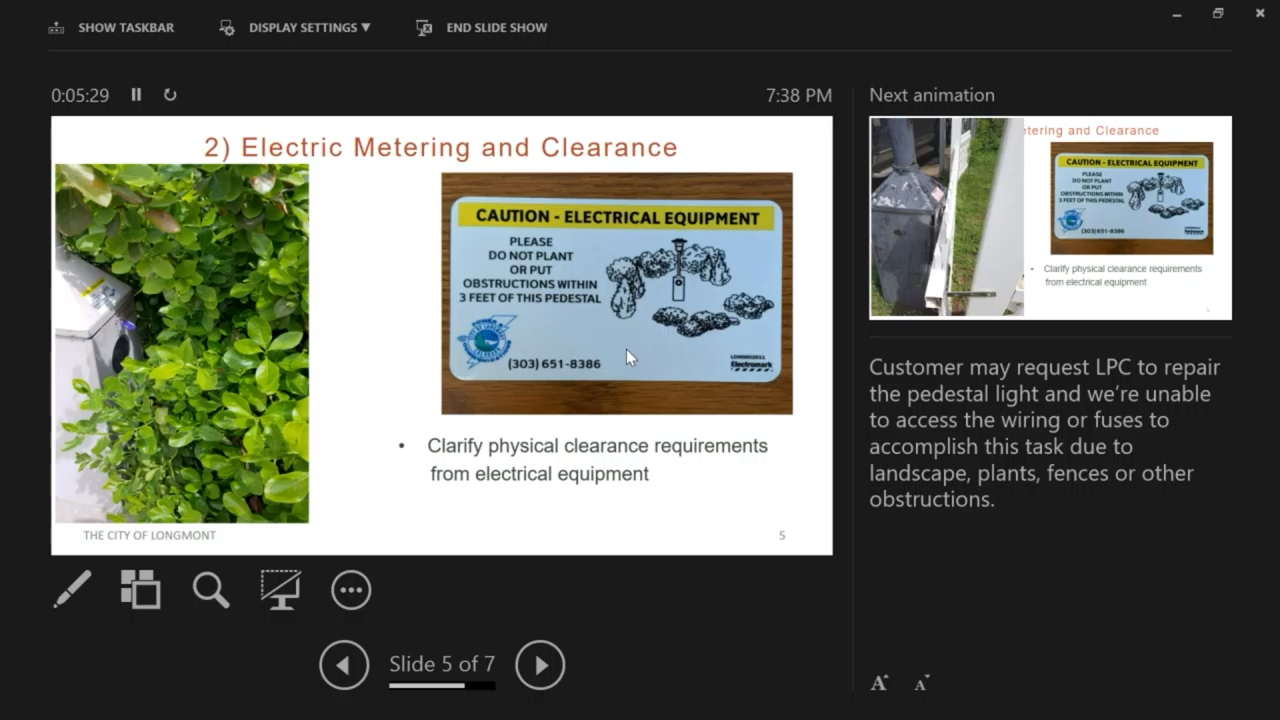 SHOW TASKBAR
DISPLAY SETTINGS ▼
END SLIDE SHOW
0:05:29
7:38 PM
2) Electric Metering and Clearance
CAUTION - ELECTRICAL EQUIPMENT
PLEASE
DO NOT PLANT
OR PUT
OBSTRUCTIONS WITHIN
3 FEET OF THIS PEDESTAL
(303) 651-8386
Electromark
• Clarify physical clearance requirements
from electrical equipment
THE CITY OF LONGMONT
5
Slide 5 of 7
Next animation
etering and Clearance
CAUTION - ELECTRICAL EQUIPMENT
PLEASE
DO NOT PLANT
OR PUT
OBSTRUCTIONS WITHIN
3 FEET OF THIS PEDESTAL
(303) 651-8386
• Clarify physical clearance requirements
from electrical equipment
Customer may request LPC to repair
the pedestal light and we’re unable
to access the wiring or fuses to
accomplish this task due to
landscape, plants, fences or other
obstructions.
A A